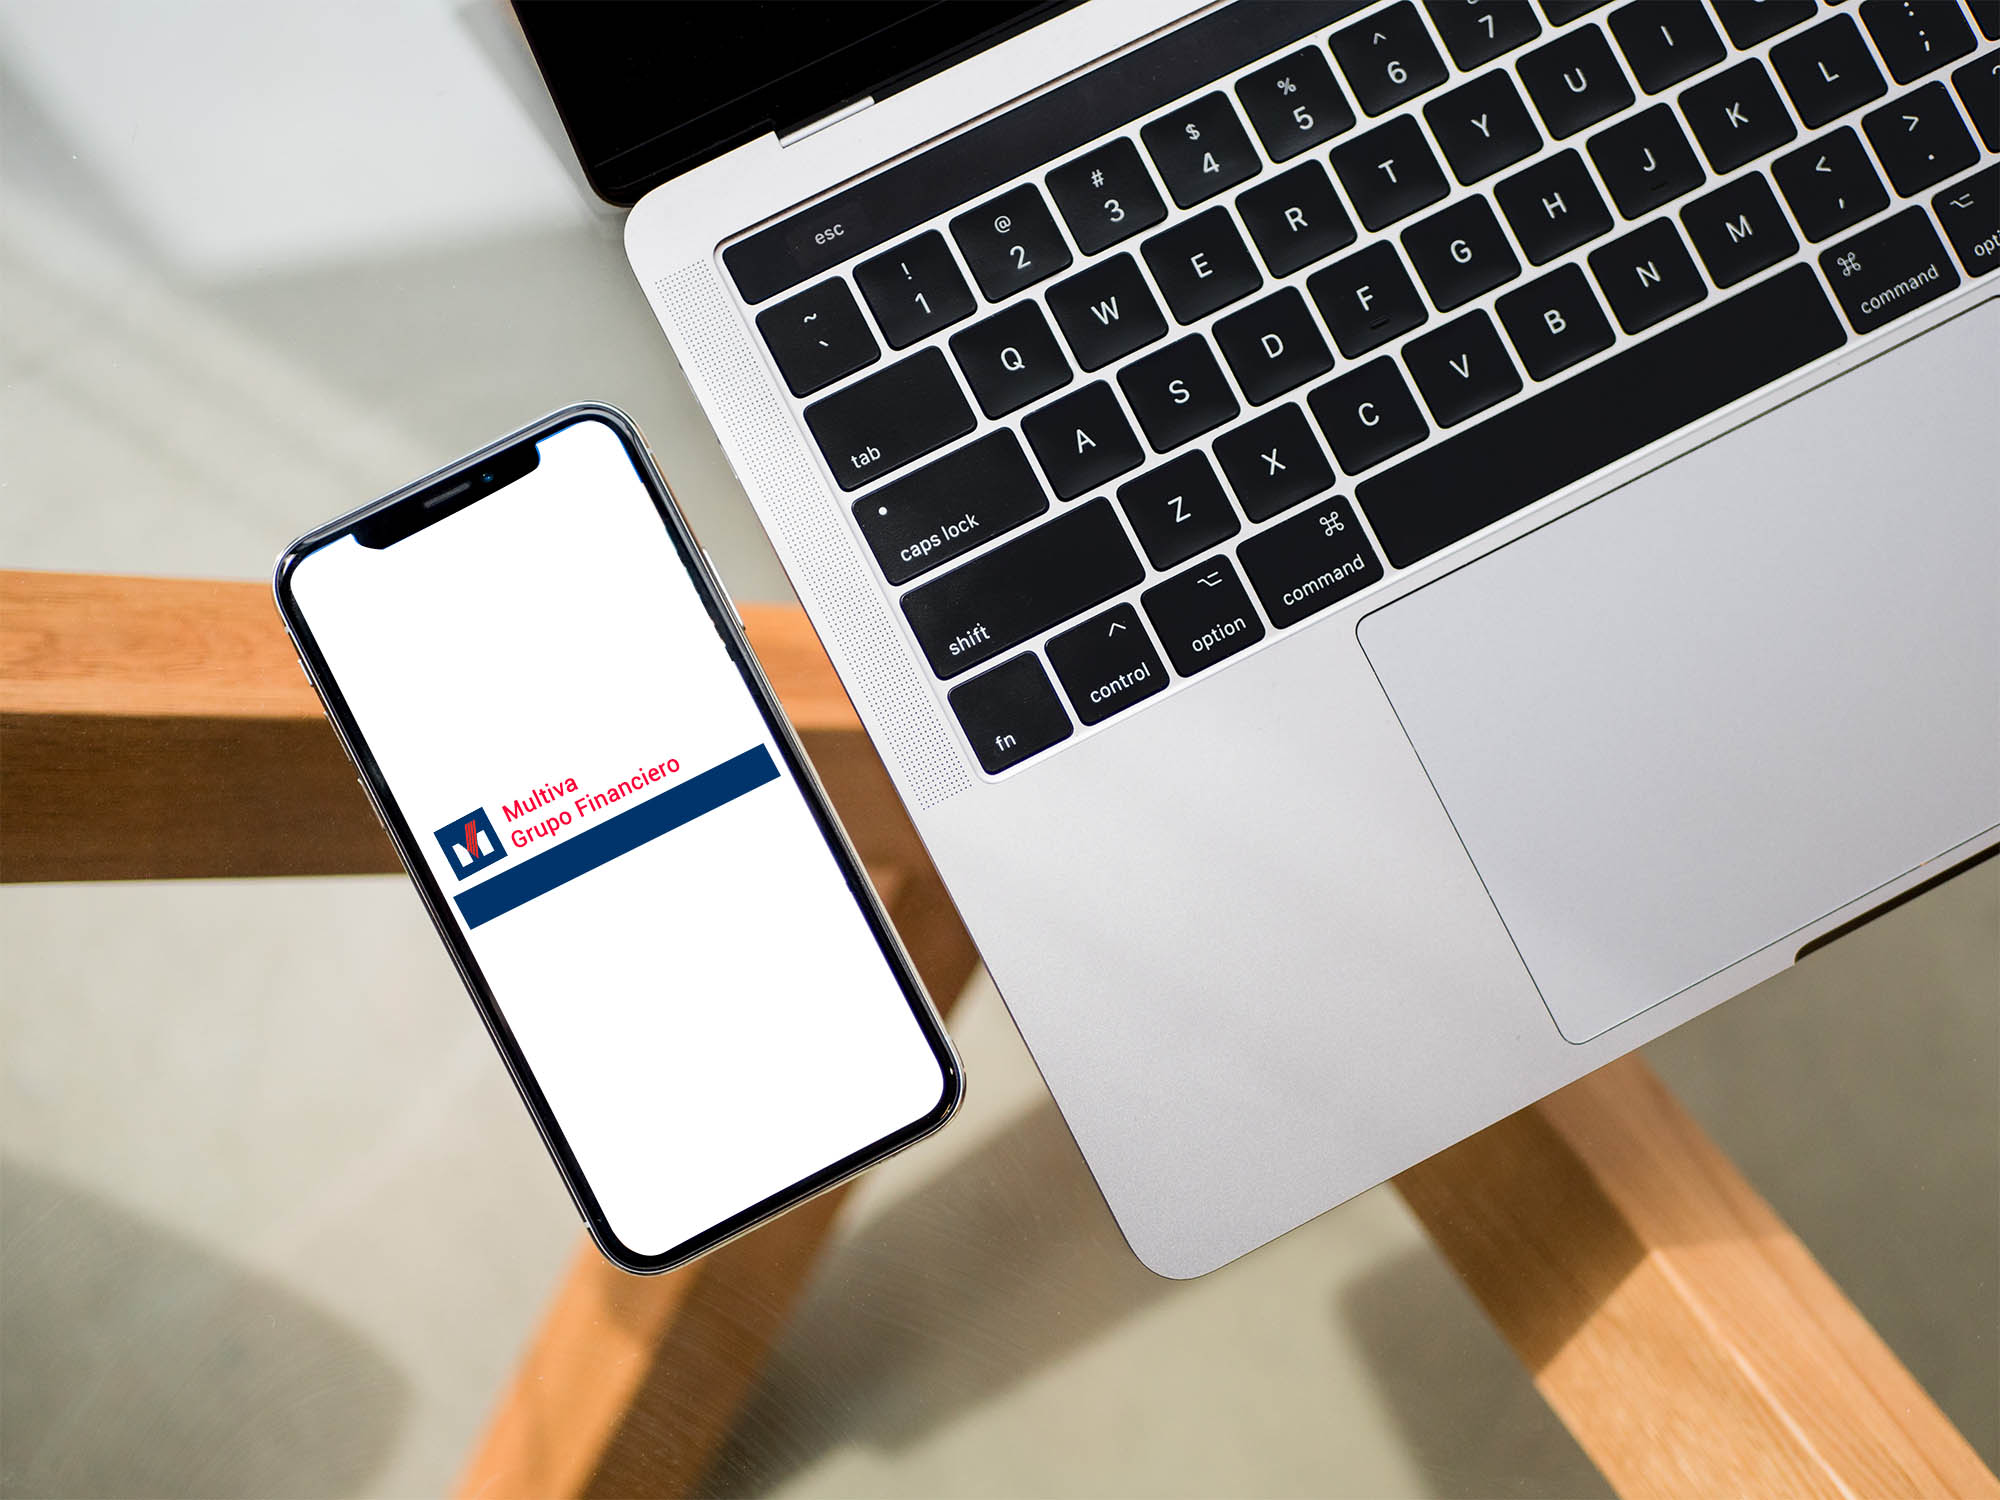 Multiva
Grupo Financiero
esc
~ `
! 1
@ 2
# 3
$ 4
% 5
^ 6
7
tab
Q W E R T Y U I
caps lock
A S D F G H J K L ;
shift
Z X C V B N M < , > .
fn
control
option
command
command